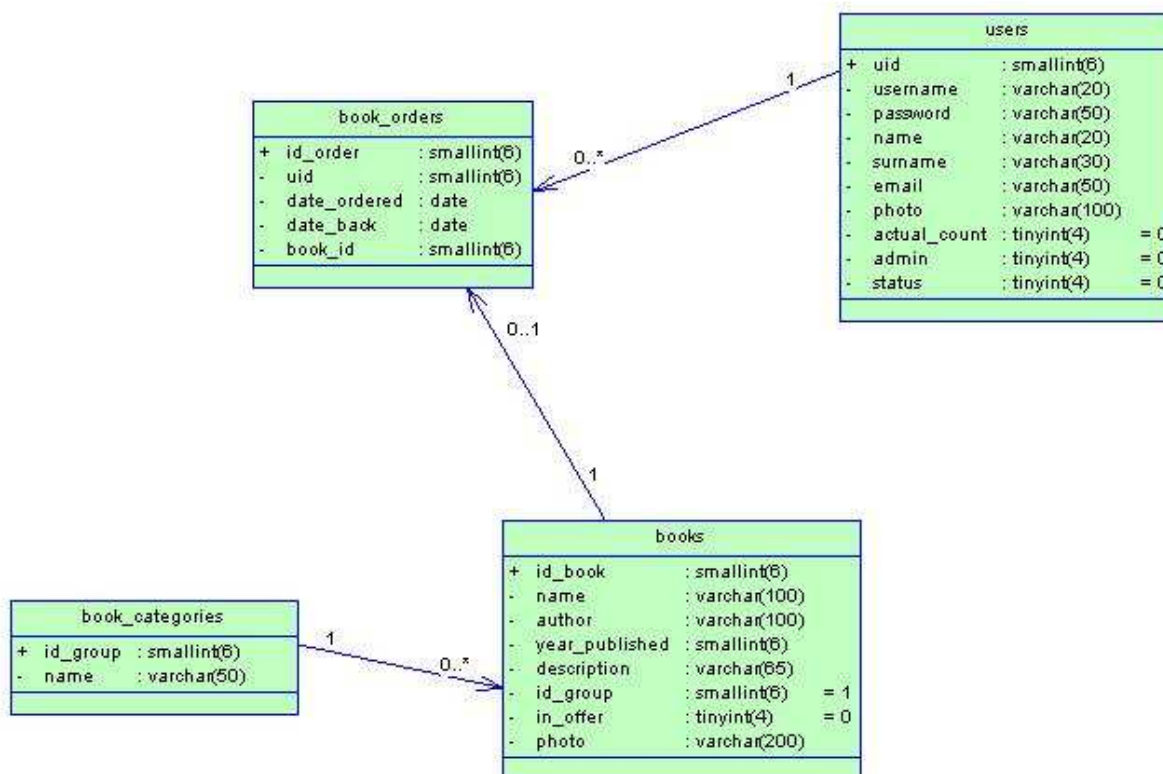 users
+ uid : smallint(6)
- username : varchar(20)
- password : varchar(50)
- name : varchar(20)
- surname : varchar(30)
- email : varchar(50)
- photo : varchar(100)
- actual_count : tinyint(4) = 0
- admin : tinyint(4) = 0
- status : tinyint(4) = 0
1
0..*
book_orders
+ id_order : smallint(6)
- uid : smallint(6)
- date_ordered : date
- date_back : date
- book_id : smallint(6)
0..1
1
books
+ id_book : smallint(6)
- name : varchar(100)
- author : varchar(100)
- year_published : smallint(6)
- description : varchar(65)
- id_group : smallint(6) = 1
- in_offer : tinyint(4) = 0
- photo : varchar(200)
book_categories
+ id_group : smallint(6)
- name : varchar(50)
1
0..*